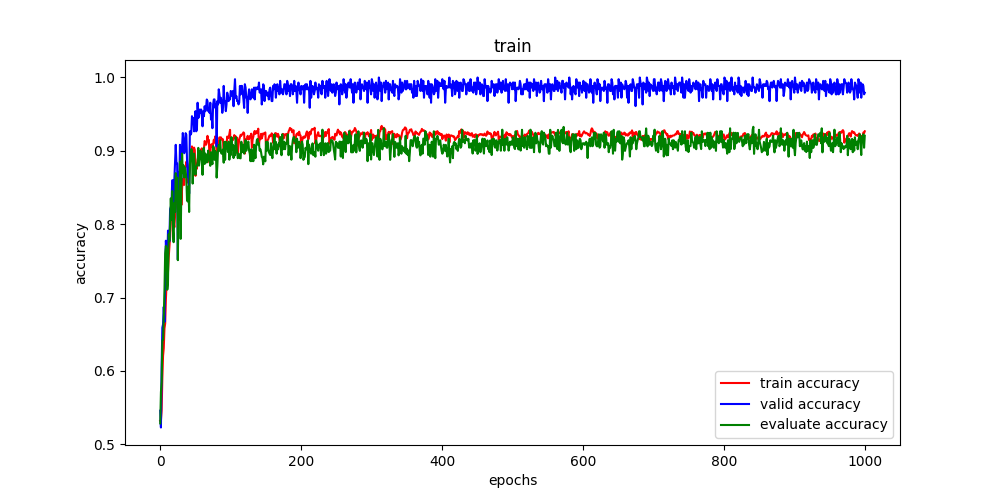 train
1.0
0.9
0.8
0.7
0.6
0.5
accuracy
0 200 400 600 800 1000
epochs
train accuracy
valid accuracy
evaluate accuracy